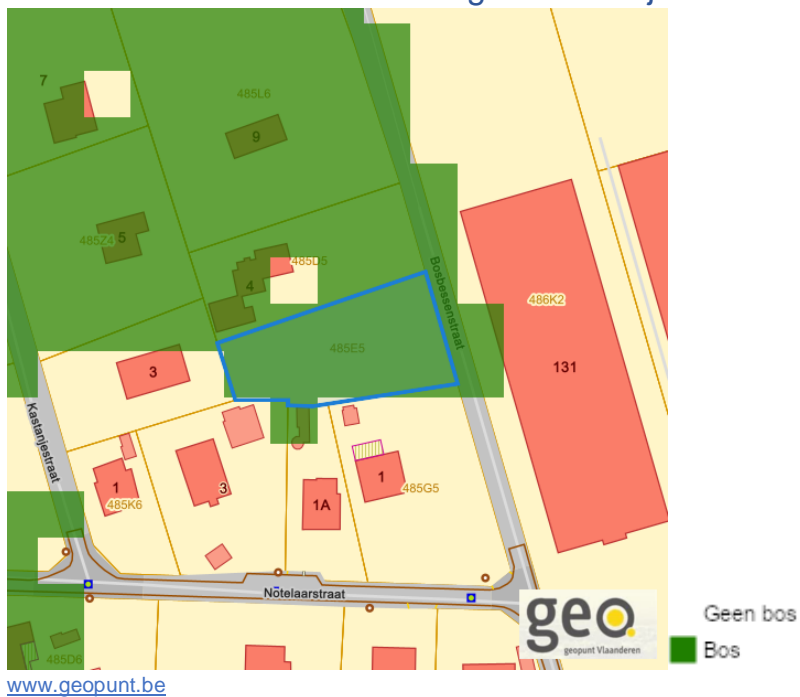 7
485L6
9
485Z4
5
485D5
4
Bosbessenstraat
486K2
131
485E5
3
Kastanjestraat
1
485K6
3
1A
1
485G5
Notelaarstraat
485D6
geo
geopunt Vlaanderen
Geen bos
Bos
www.geopunt.be